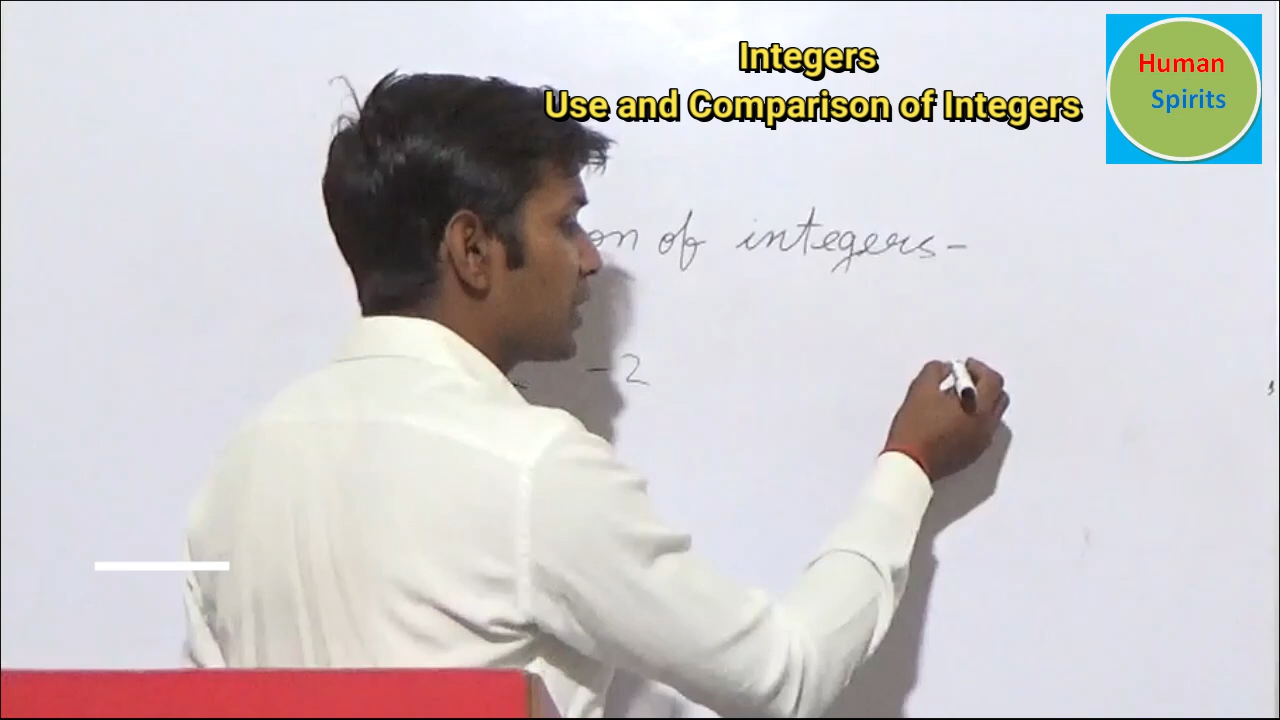 Integers
Use and Comparison of Integers
Human
Spirits
on of integers-
-2